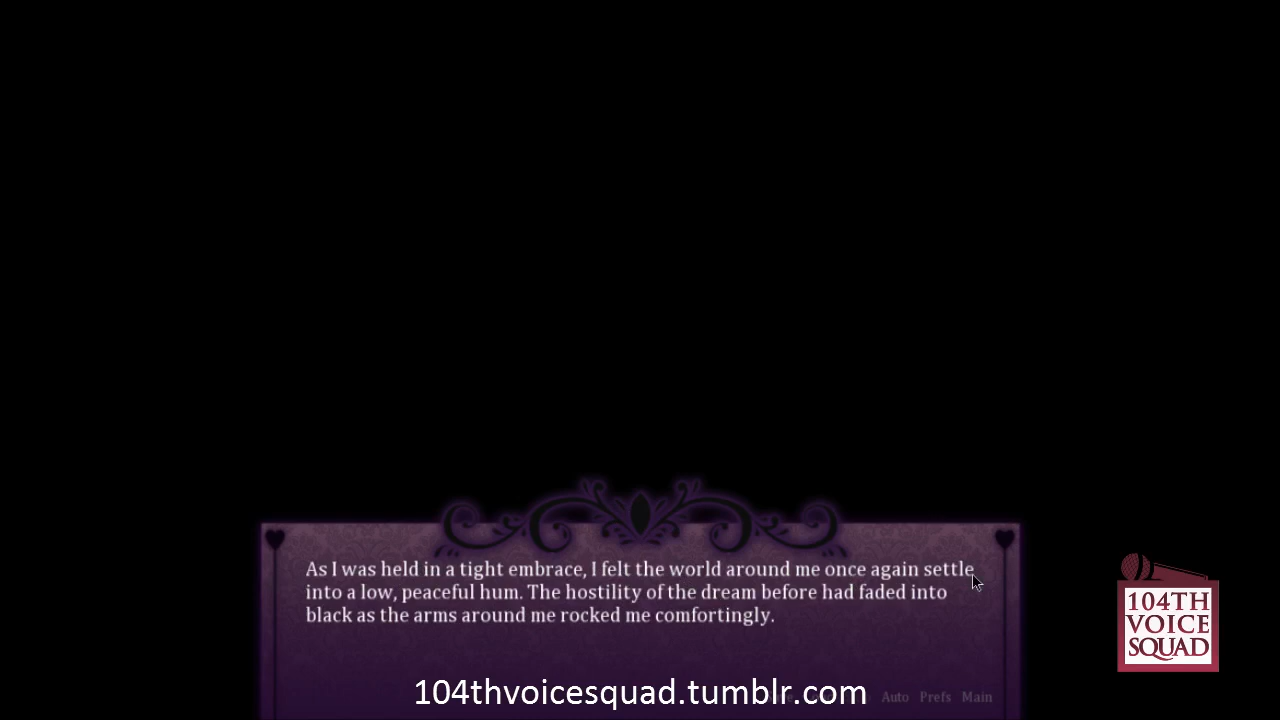 As I was held in a tight embrace, I felt the world around me once again settle
into a low, peaceful hum. The hostility of the dream before had faded into
black as the arms around me rocked me comfortingly.
104TH
VOICE
SQUAD
104thvoicesquad.tumblr.com
Auto Prefs Main